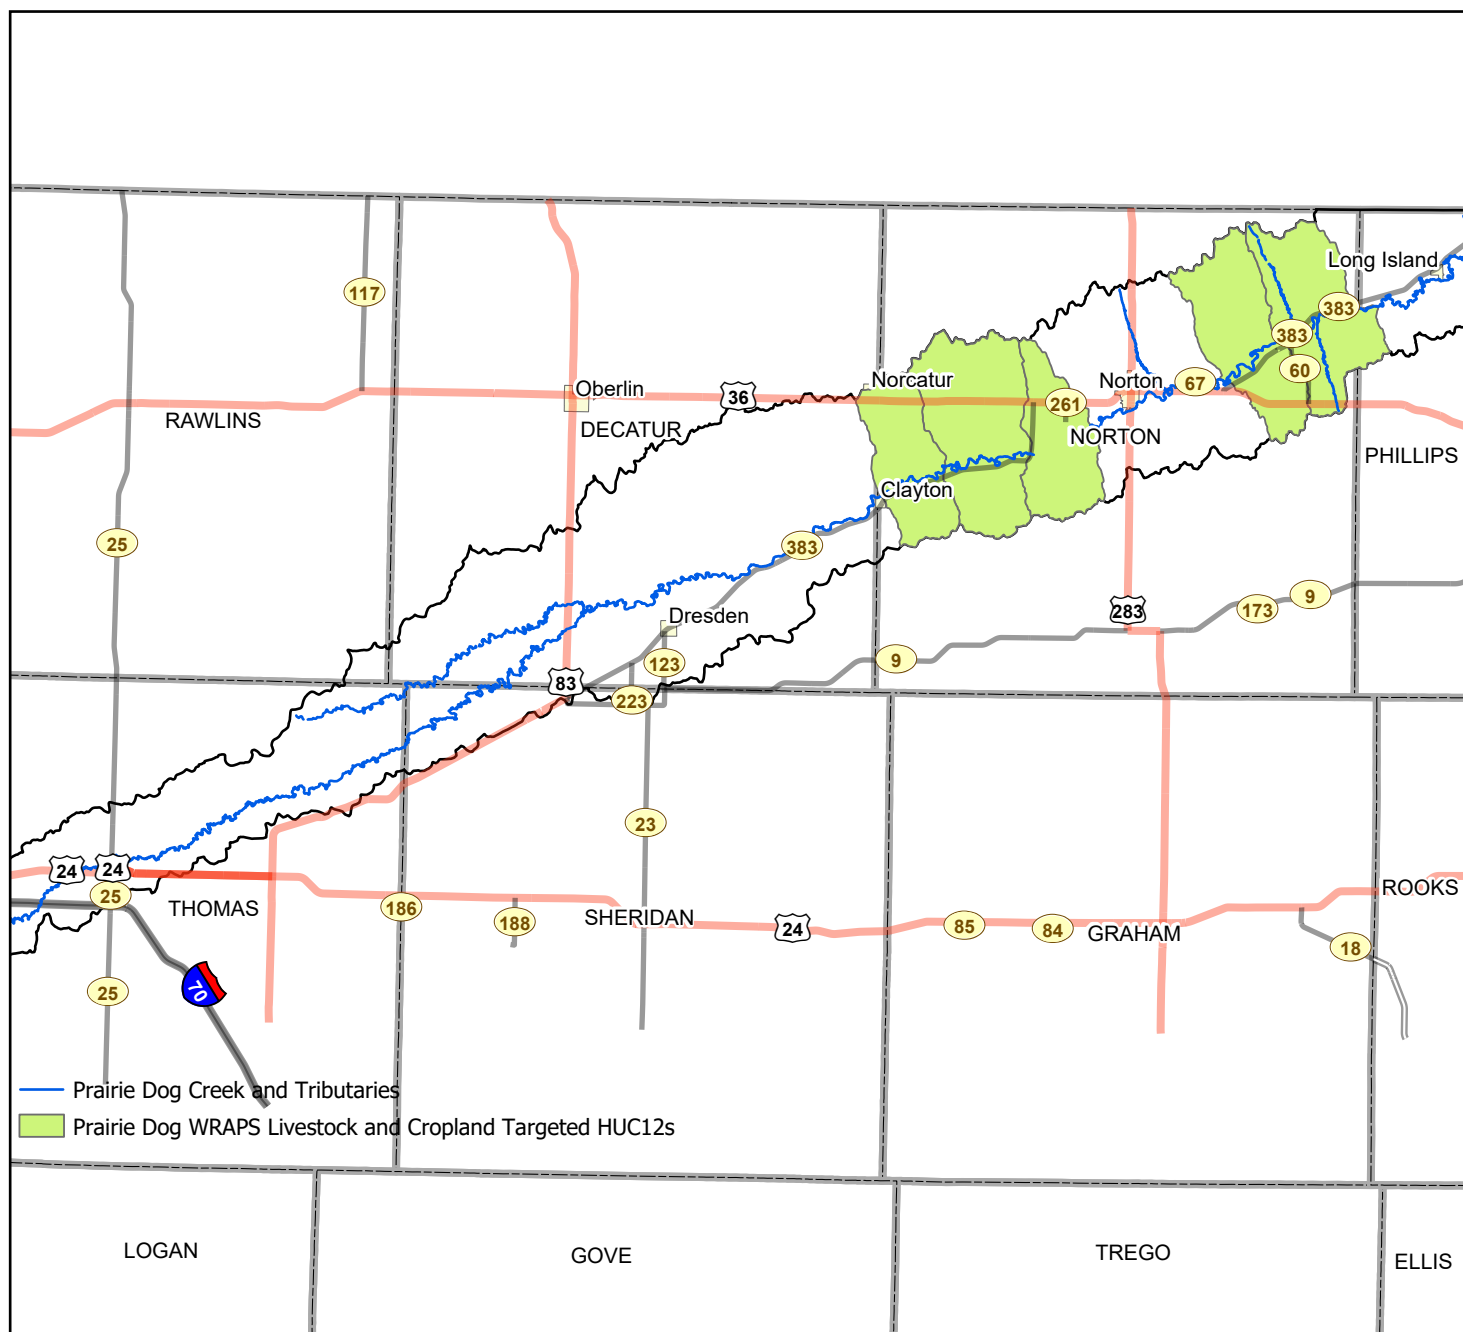 117
Long Island
383
383
Oberlin
36
Norcatur
Norton
67
60
261
RAWLINS
DECATUR
NORTON
PHILLIPS
Clayton
25
383
Dresden
283
173
9
123
9
83
223
23
24
24
25
THOMAS
186
188
SHERIDAN
24
85
84
GRAHAM
ROOKS
18
25
70
Prairie Dog Creek and Tributaries
Prairie Dog WRAPS Livestock and Cropland Targeted HUC12s
LOGAN
GOVE
TREGO
ELLIS